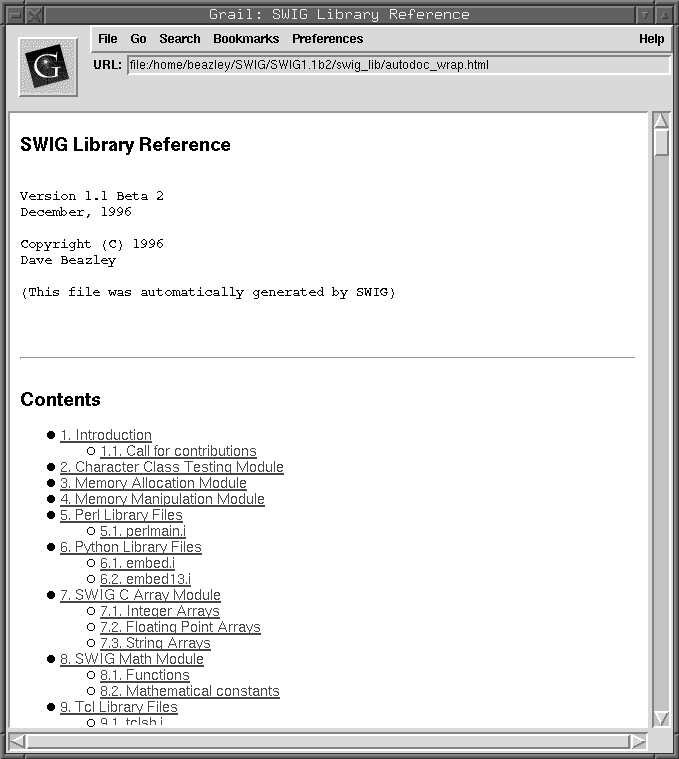 Grail: SWIG Library Reference
File Go Search Bookmarks Preferences Help
G
URL: file:/home/beazley/SWIG/SWIG1.1b2/swig_lib/autodoc_wrap.html
SWIG Library Reference
Version 1.1 Beta 2
December, 1996
Copyright (C) 1996
Dave Beazley
(This file was automatically generated by SWIG)
Contents
1. Introduction
1.1. Call for contributions
2. Character Class Testing Module
3. Memory Allocation Module
4. Memory Manipulation Module
5. Perl Library Files
5.1. perlmain.i
6. Python Library Files
6.1. embed.i
6.2. embed13.i
7. SWIG C Array Module
7.1. Integer Arrays
7.2. Floating Point Arrays
7.3. String Arrays
8. SWIG Math Module
8.1. Functions
8.2. Mathematical constants
9. Tcl Library Files
9.1. tclsh.i